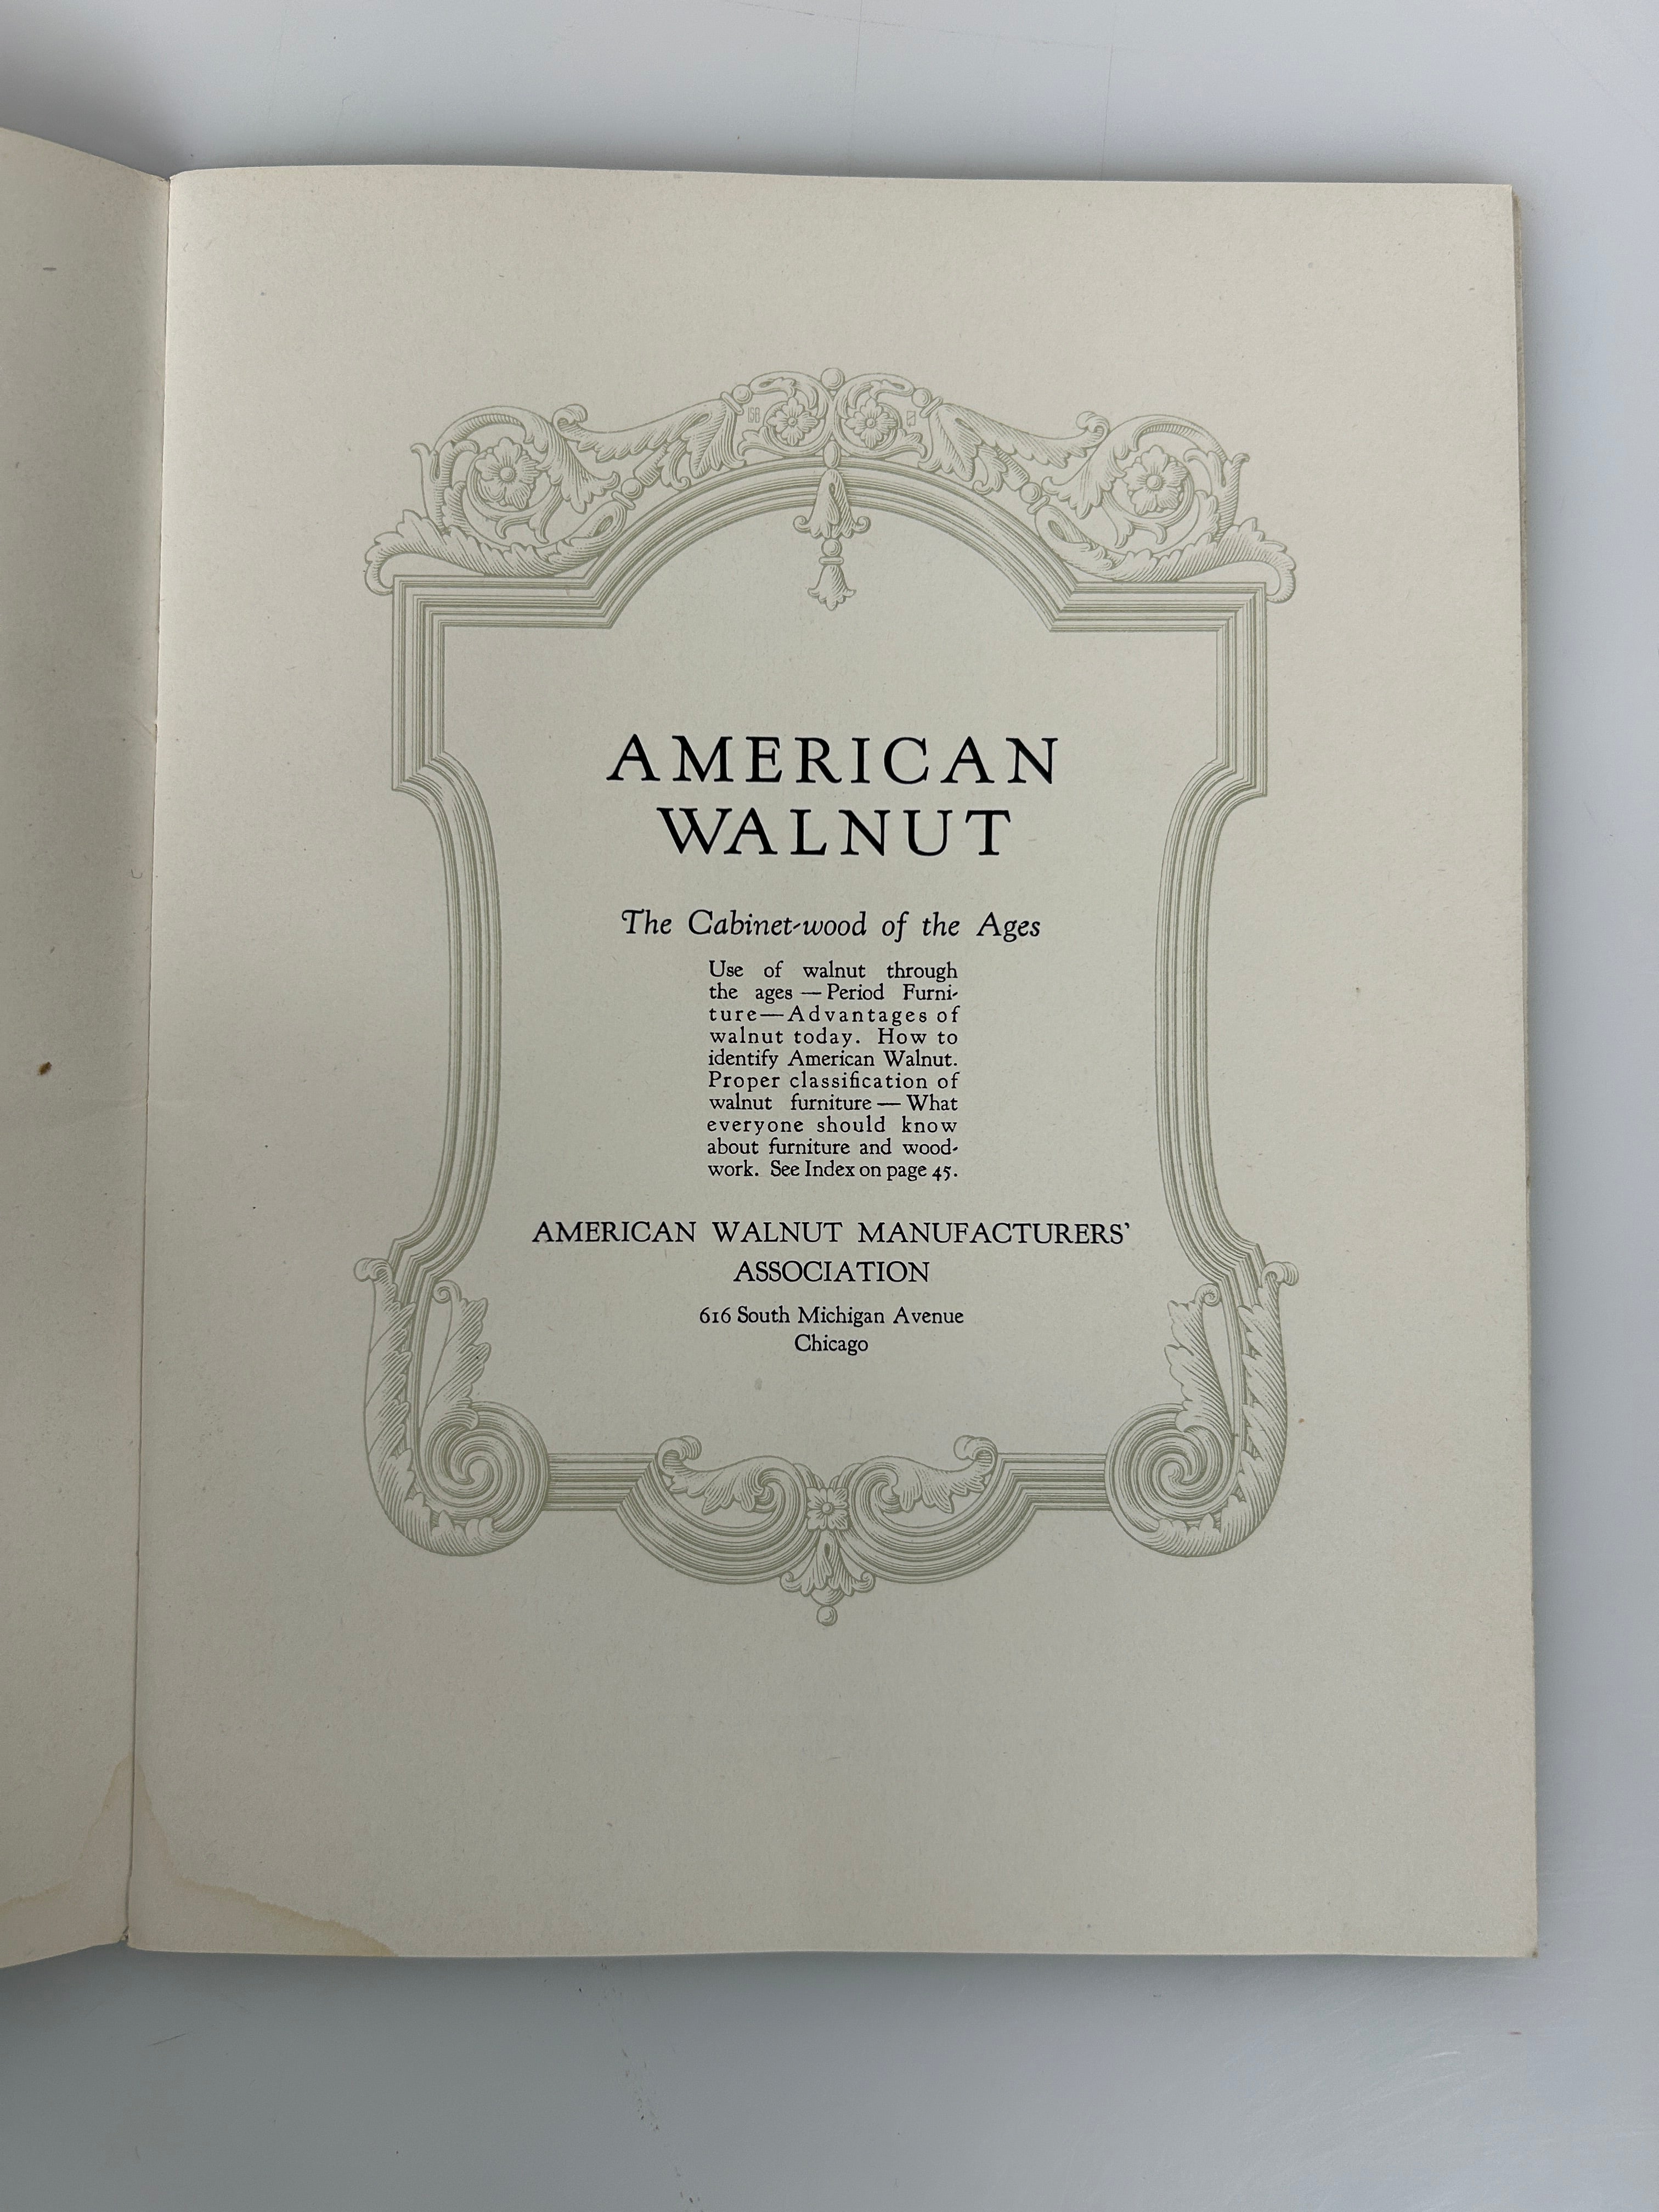 AMERICAN
WALNUT
The Cabinet-wood of the Ages
Use of walnut through
the ages — Period Furni-
ture—Advantages of
walnut today. How to
identify American Walnut.
Proper classification of
walnut furniture — What
everyone should know
about furniture and wood-
work. See Index on page 45.
AMERICAN WALNUT MANUFACTURERS’
ASSOCIATION
616 South Michigan Avenue
Chicago